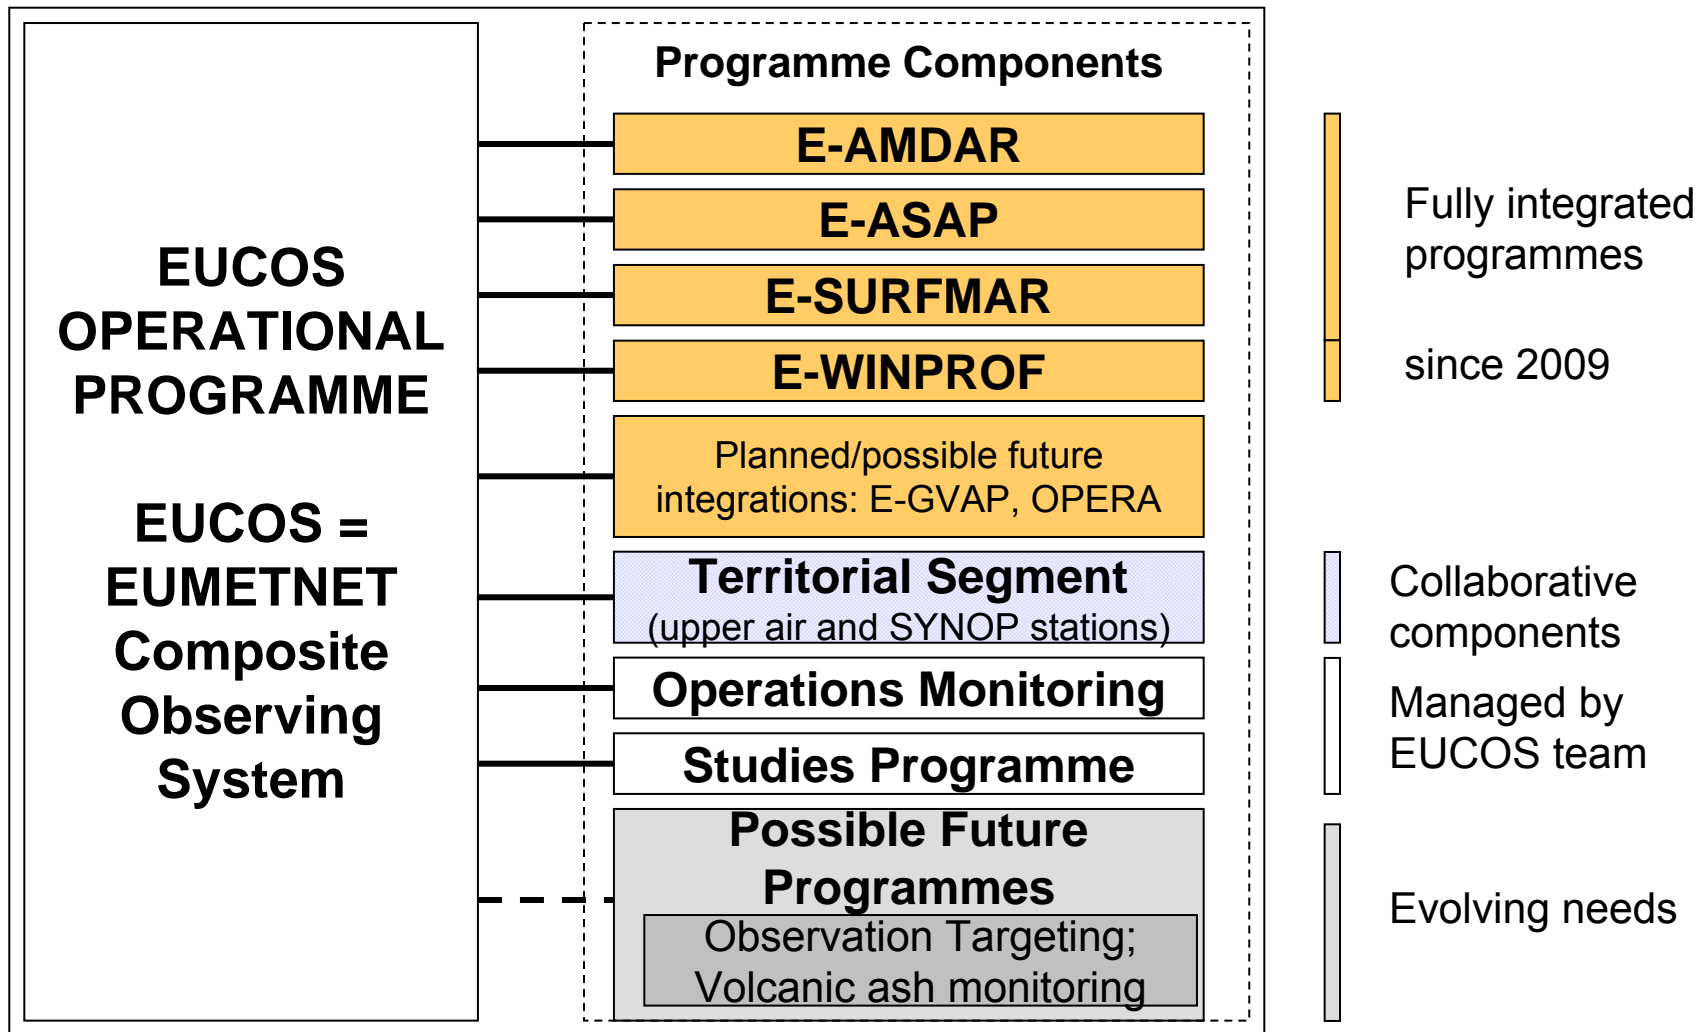 EUCOS
OPERATIONAL
PROGRAMME
EUCOS =
EUMETNET
Composite
Observing
System
Programme Components
E-AMDAR
E-ASAP
E-SURFMAR
E-WINPROF
Planned/possible future
integrations: E-GVAP, OPERA
Territorial Segment
(upper air and SYNOP stations)
Operations Monitoring
Studies Programme
Possible Future
Programmes
Observation Targeting;
Volcanic ash monitoring
Fully integrated
programmes
since 2009
Collaborative
components
Managed by
EUCOS team
Evolving needs